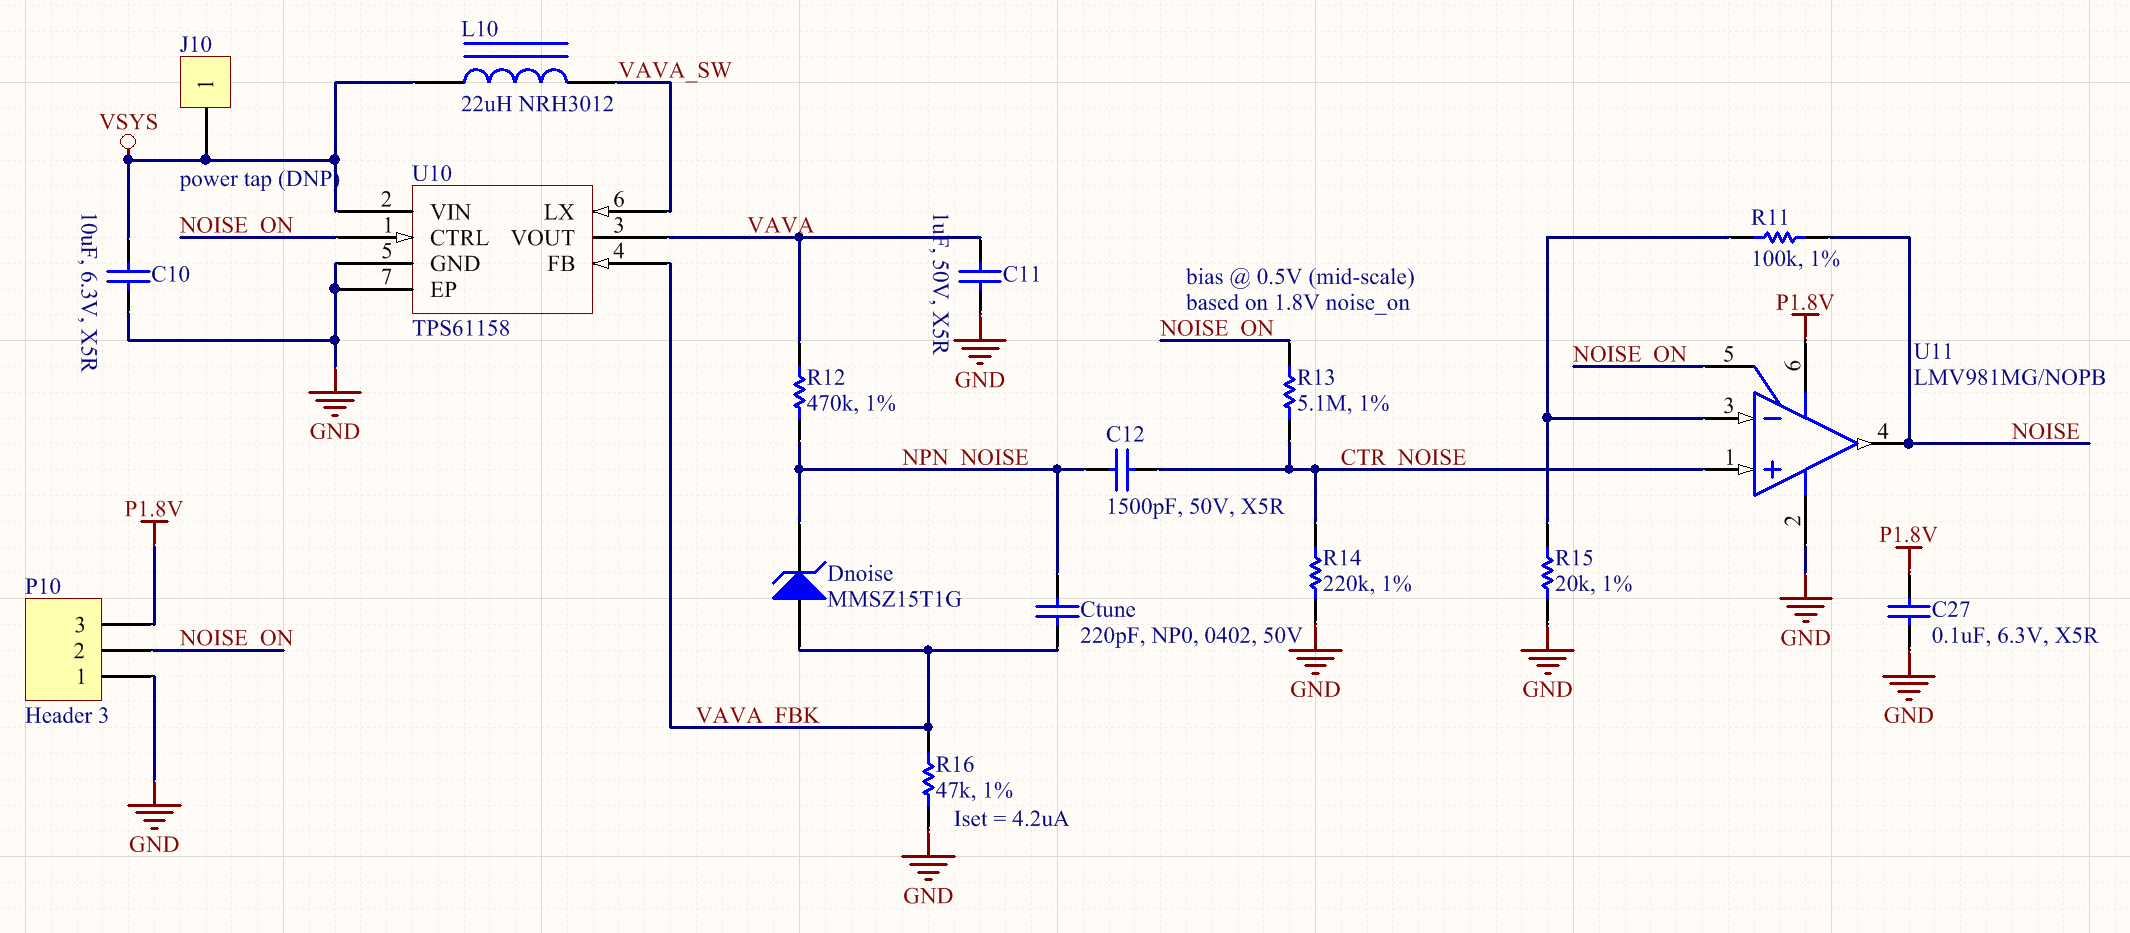 L10
J10
1
VAVA_SW
22uH NRH3012
VSYS
power tap (DNP)
U10
2
VIN
LX
6
NOISE_ON
1
CTRL
VOUT
3
VAVA
5
GND
FB
4
7
EP
TPS61158
10uF, 6.3V, X5R
C10
GND
1uF, 50V, X5R
C11
GND
R12
470k, 1%
bias @ 0.5V (mid-scale)
based on 1.8V noise_on
NOISE_ON
R13
5.1M, 1%
NPN_NOISE
C12
1500pF, 50V, X5R
CTR_NOISE
R11
100k, 1%
P1.8V
6
NOISE_ON
5
U11
LMV981MG/NOPB
3
4
NOISE
1
2
GND
R14
220k, 1%
GND
R15
20k, 1%
GND
P1.8V
C27
0.1uF, 6.3V, X5R
GND
Dnoise
MMSZ15T1G
Ctune
220pF, NP0, 0402, 50V
VAVA_FBK
R16
47k, 1%
Iset = 4.2uA
GND
P1.8V
P10
3
2
NOISE_ON
1
Header 3
GND